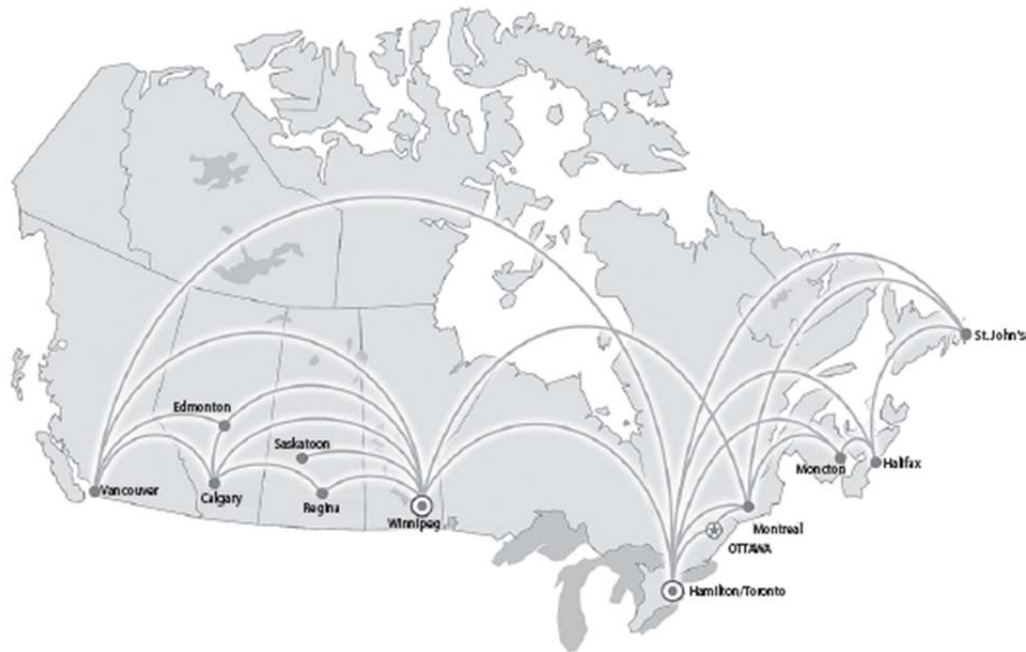 St.John's
Edmonton
Saskatoon
Moncton
Halifax
Vancouver
Calgary
Regina
Winnipeg
Montreal
OTTAWA
Hamilton/Toronto